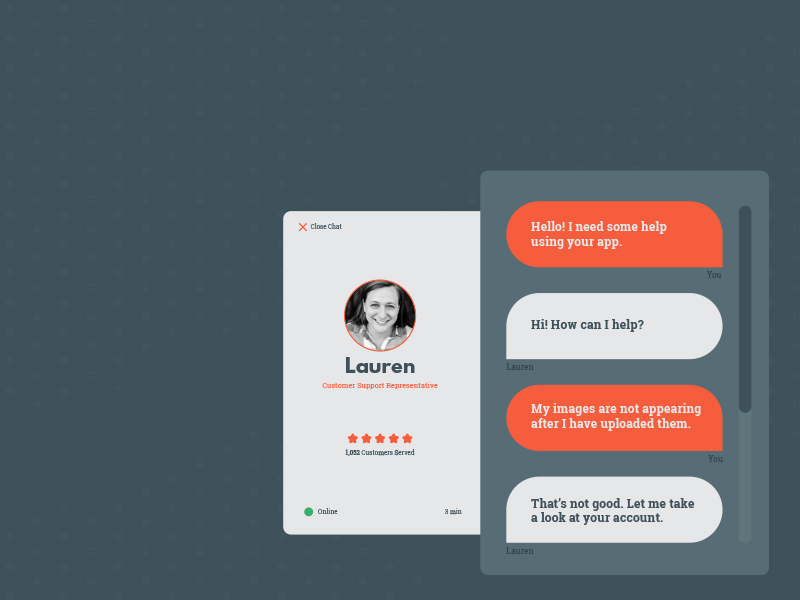 Close Chat
Lauren
Customer Support Representative
1,052 Customers Served
Online
3 min
Hello! I need some help
using your app.
You
Hi! How can I help?
Lauren
My images are not appearing
after I have uploaded them.
You
That's not good. Let me take
a look at your account.
Lauren